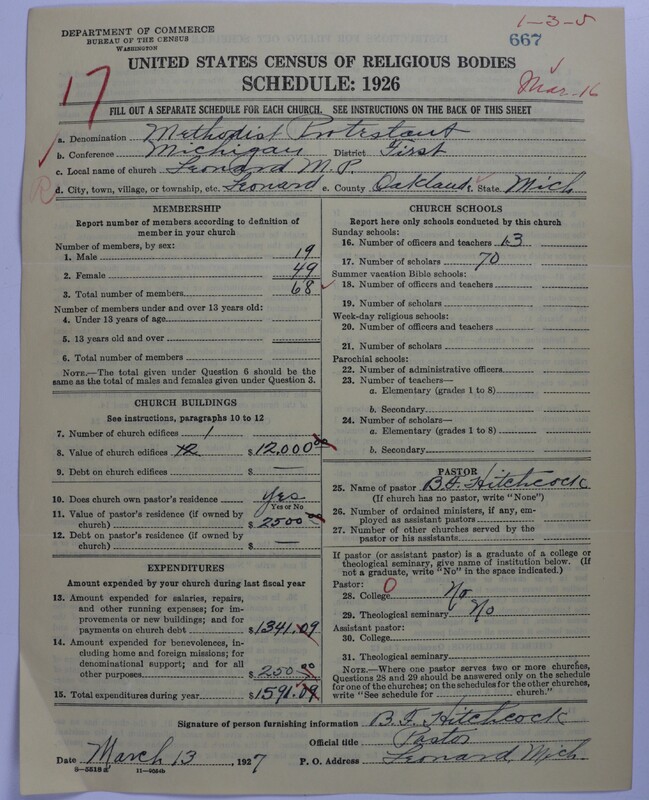 DEPARTMENT OF COMMERCE
BUREAU OF THE CENSUS
WASHINGTON
1-3-5
667
UNITED STATES CENSUS OF RELIGIOUS BODIES
SCHEDULE: 1926
17
Mar-16
FILL OUT A SEPARATE SCHEDULE FOR EACH CHURCH. SEE INSTRUCTIONS ON THE BACK OF THIS SHEET
a. Denomination Methodist Protestant
b. Conference Michigan District First
c. Local name of church Leonard M.P.
R
d. City, town, village, or township, etc. Leonard e. County Oakland f. State Mich
MEMBERSHIP
Report number of members according to definition of
member in your church
Number of members, by sex:
1. Male 19
2. Female 49
3. Total number of members 68
Number of members under and over 13 years old:
4. Under 13 years of age
5. 13 years old and over
6. Total number of members
NOTE.—The total given under Question 6 should be the
same as the total of males and females given under Question 3.
CHURCH BUILDINGS
See instructions, paragraphs 10 to 12
7. Number of church edifices 1
8. Value of church edifices $12,000 00
9. Debt on church edifices $ —
10. Does church own pastor's residence Yes
Yes or No
11. Value of pastor's residence (if owned by
church) $2500 00
12. Debt on pastor's residence (if owned by
church) $ —
EXPENDITURES
Amount expended by your church during last fiscal year
13. Amount expended for salaries, repairs,
and other running expenses; for im-
provements or new buildings; and for
payments on church debt $1341.09
14. Amount expended for benevolences, in-
cluding home and foreign missions; for
denominational support; and for all
other purposes $250.00
15. Total expenditures during year $1591.09
CHURCH SCHOOLS
Report here only schools conducted by this church
Sunday schools:
16. Number of officers and teachers 13
17. Number of scholars 70
Summer vacation Bible schools:
18. Number of officers and teachers
19. Number of scholars
Week-day religious schools:
20. Number of officers and teachers
21. Number of scholars
Parochial schools:
22. Number of administrative officers
23. Number of teachers—
a. Elementary (grades 1 to 8)
b. Secondary
24. Number of scholars—
a. Elementary (grades 1 to 8)
b. Secondary
PASTOR
25. Name of pastor B. F. Hitchcock
(If church has no pastor, write "None")
26. Number of ordained ministers, if any, em-
ployed as assistant pastors
27. Number of other churches served by the
pastor or his assistants
If pastor (or assistant pastor) is a graduate of a college or
theological seminary, give name of institution below. (If
not a graduate, write "No" in the space indicated.)
Pastor: 0
28. College No
29. Theological seminary No
Assistant pastor:
30. College
31. Theological seminary
NOTE.—Where one pastor serves two or more churches,
Questions 28 and 29 should be answered only on the schedule
for one of the churches; on the schedules for the other churches,
write "See schedule for church."
Signature of person furnishing information B. F. Hitchcock
Official title Pastor
Date March 13, 1927 P. O. Address Leonard, Mich.
8-5518a 11-8084b